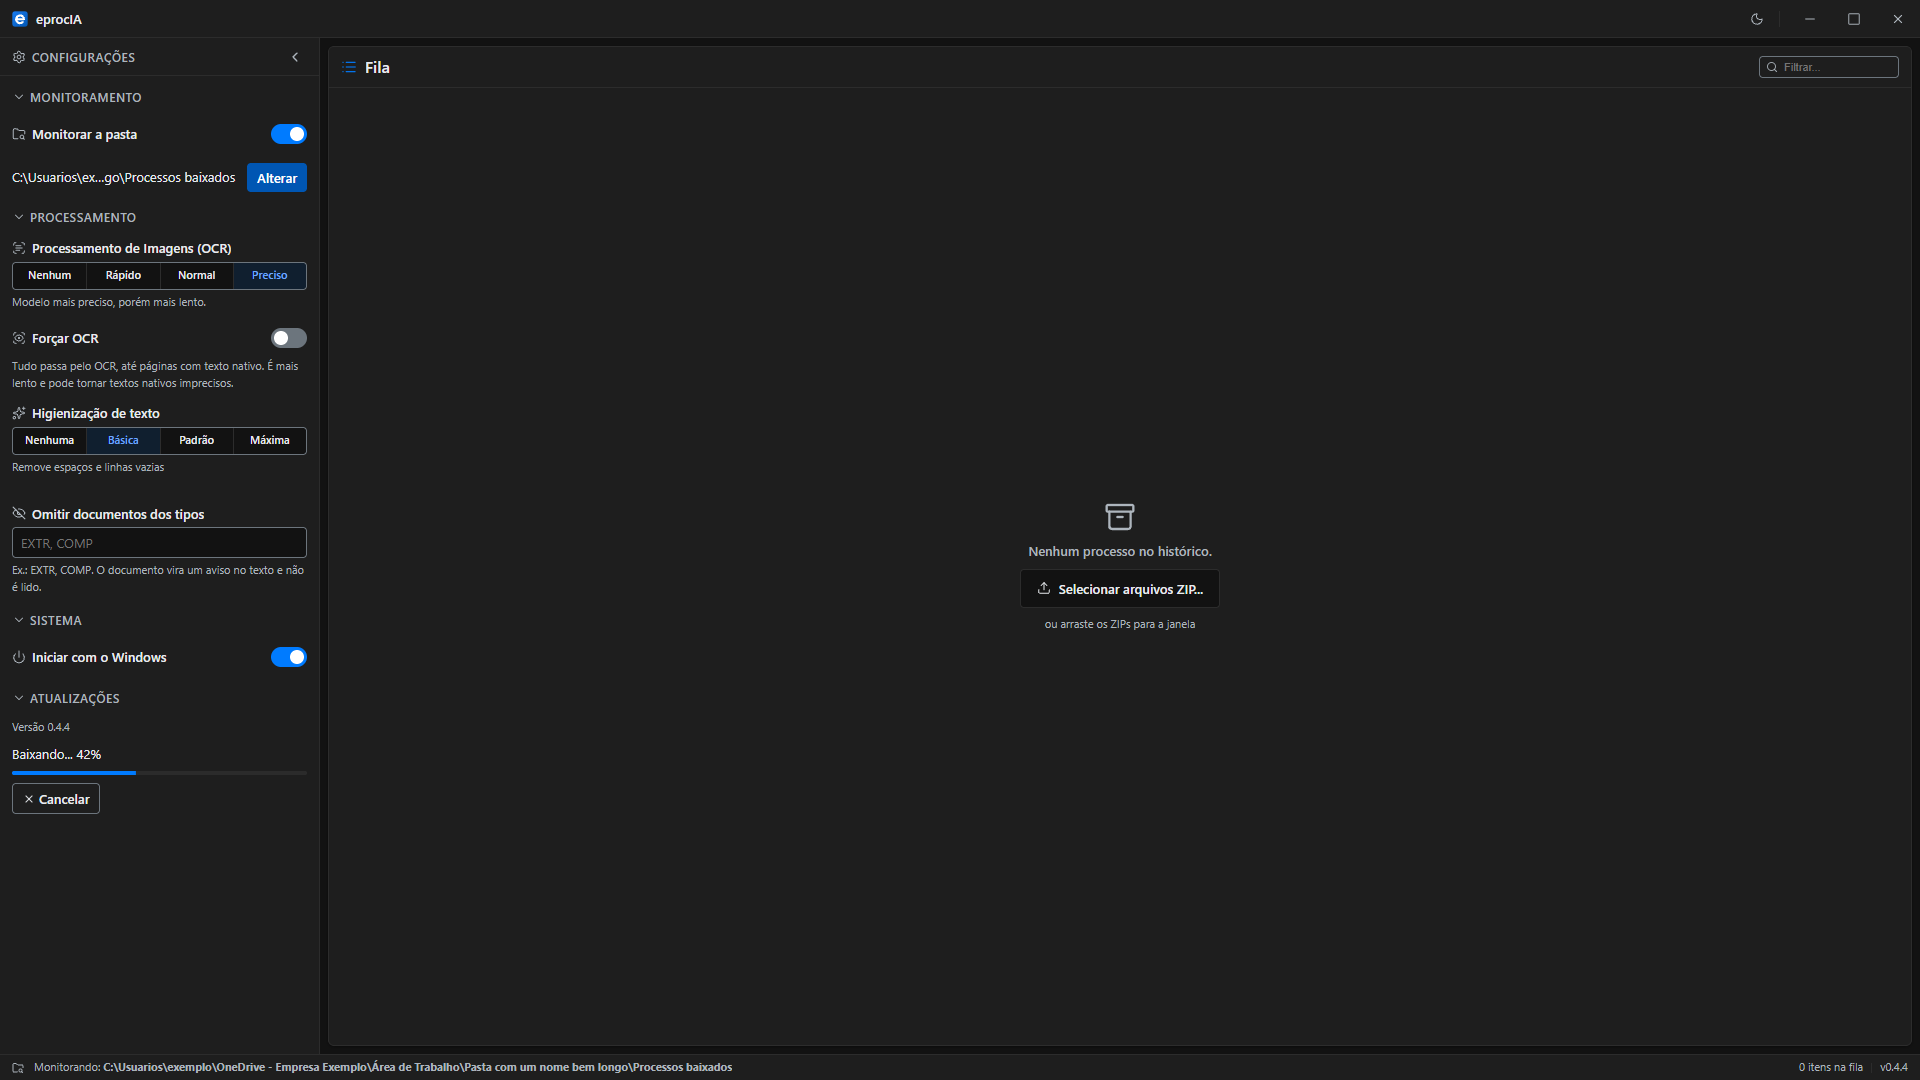 eprocIA
CONFIGURAÇÕES
MONITORAMENTO
Monitorar a pasta
C:\Usuarios\ex...go\Processos baixados
Alterar
PROCESSAMENTO
Processamento de Imagens (OCR)
Nenhum Rápido Normal Preciso
Modelo mais preciso, porém mais lento.
Forçar OCR
Tudo passa pelo OCR, até páginas com texto nativo. É mais
lento e pode tornar textos nativos imprecisos.
Higienização de texto
Nenhuma Básica Padrão Máxima
Remove espaços e linhas vazias
Omitir documentos dos tipos
EXTR, COMP
Ex.: EXTR, COMP. O documento vira um aviso no texto e não
é lido.
SISTEMA
Iniciar com o Windows
ATUALIZAÇÕES
Versão 0.4.4
Baixando... 42%
Cancelar
Fila
Filtrar...
Nenhum processo no histórico.
Selecionar arquivos ZIP...
ou arraste os ZIPs para a janela
Monitorando: C:\Usuarios\exemplo\OneDrive - Empresa Exemplo\Área de Trabalho\Pasta com um nome bem longo\Processos baixados
0 itens na fila
v0.4.4